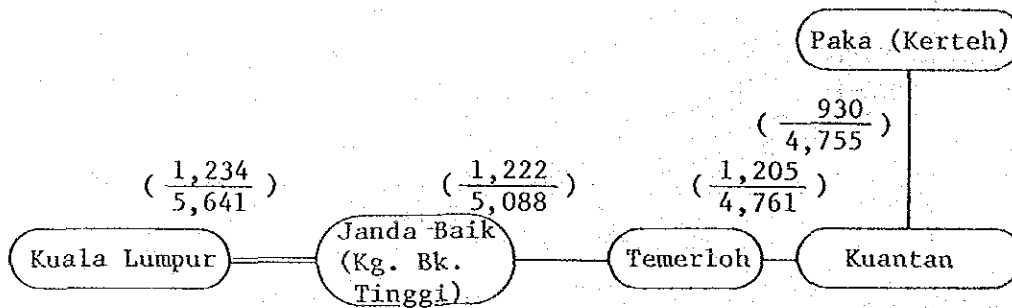 Paka (Kerteh)
( 930 / 4,755 )
( 1,234 / 5,641 )
( 1,222 / 5,088 )
( 1,205 / 4,761 )
Kuala Lumpur
Janda Baik
(Kg. Bk.
Tinggi)
Temerloh
Kuantan